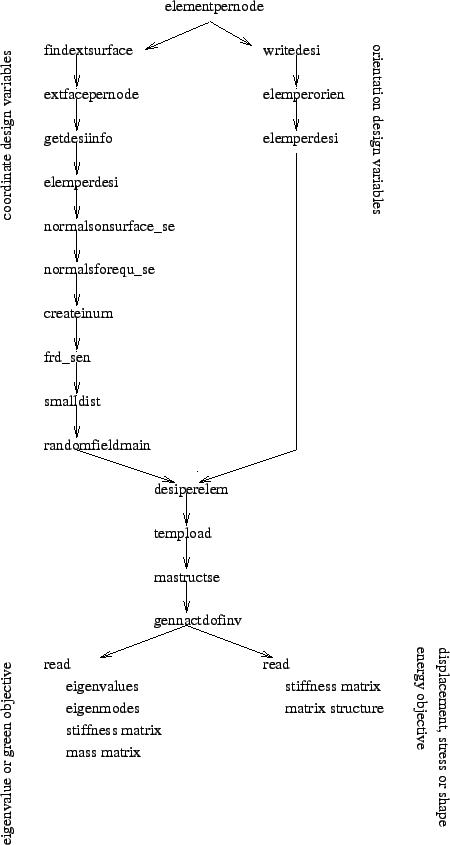 elementpernode
findextsurface
writedesi
coordinate design variables
orientation design variables
extfacepernode
elemperorien
getdesiinfo
elemperdesi
elemperdesi
normalsonsurface_se
normalsforequ_se
createinum
frd_sen
smalldist
randomfieldmain
desiperelem
tempload
mastructse
gennactdofinv
read
read
eigenvalues
stiffness matrix
eigenmodes
matrix structure
stiffness matrix
mass matrix
eigenvalue or green objective
displacement, stress or shape
energy objective